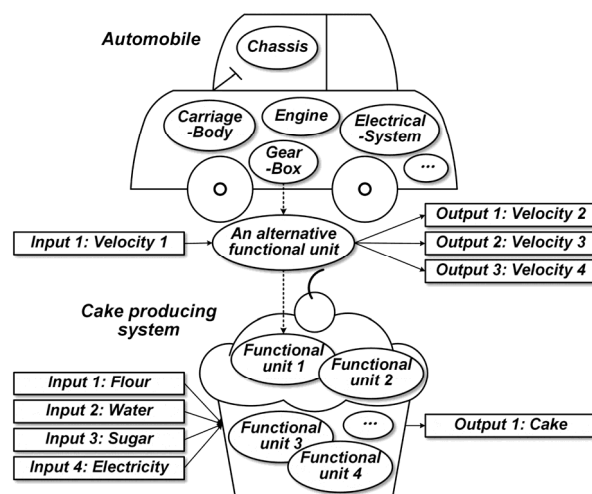 Automobile
Chassis
Carriage
-Body
Engine
Electrical
-System
Gear
-Box
...
Input 1: Velocity 1
An alternative
functional unit
Output 1: Velocity 2
Output 2: Velocity 3
Output 3: Velocity 4
Cake producing
system
Functional
unit 1
Functional
unit 2
Input 1: Flour
Input 2: Water
Input 3: Sugar
Input 4: Electricity
Functional
unit 3
...
Functional
unit 4
Output 1: Cake